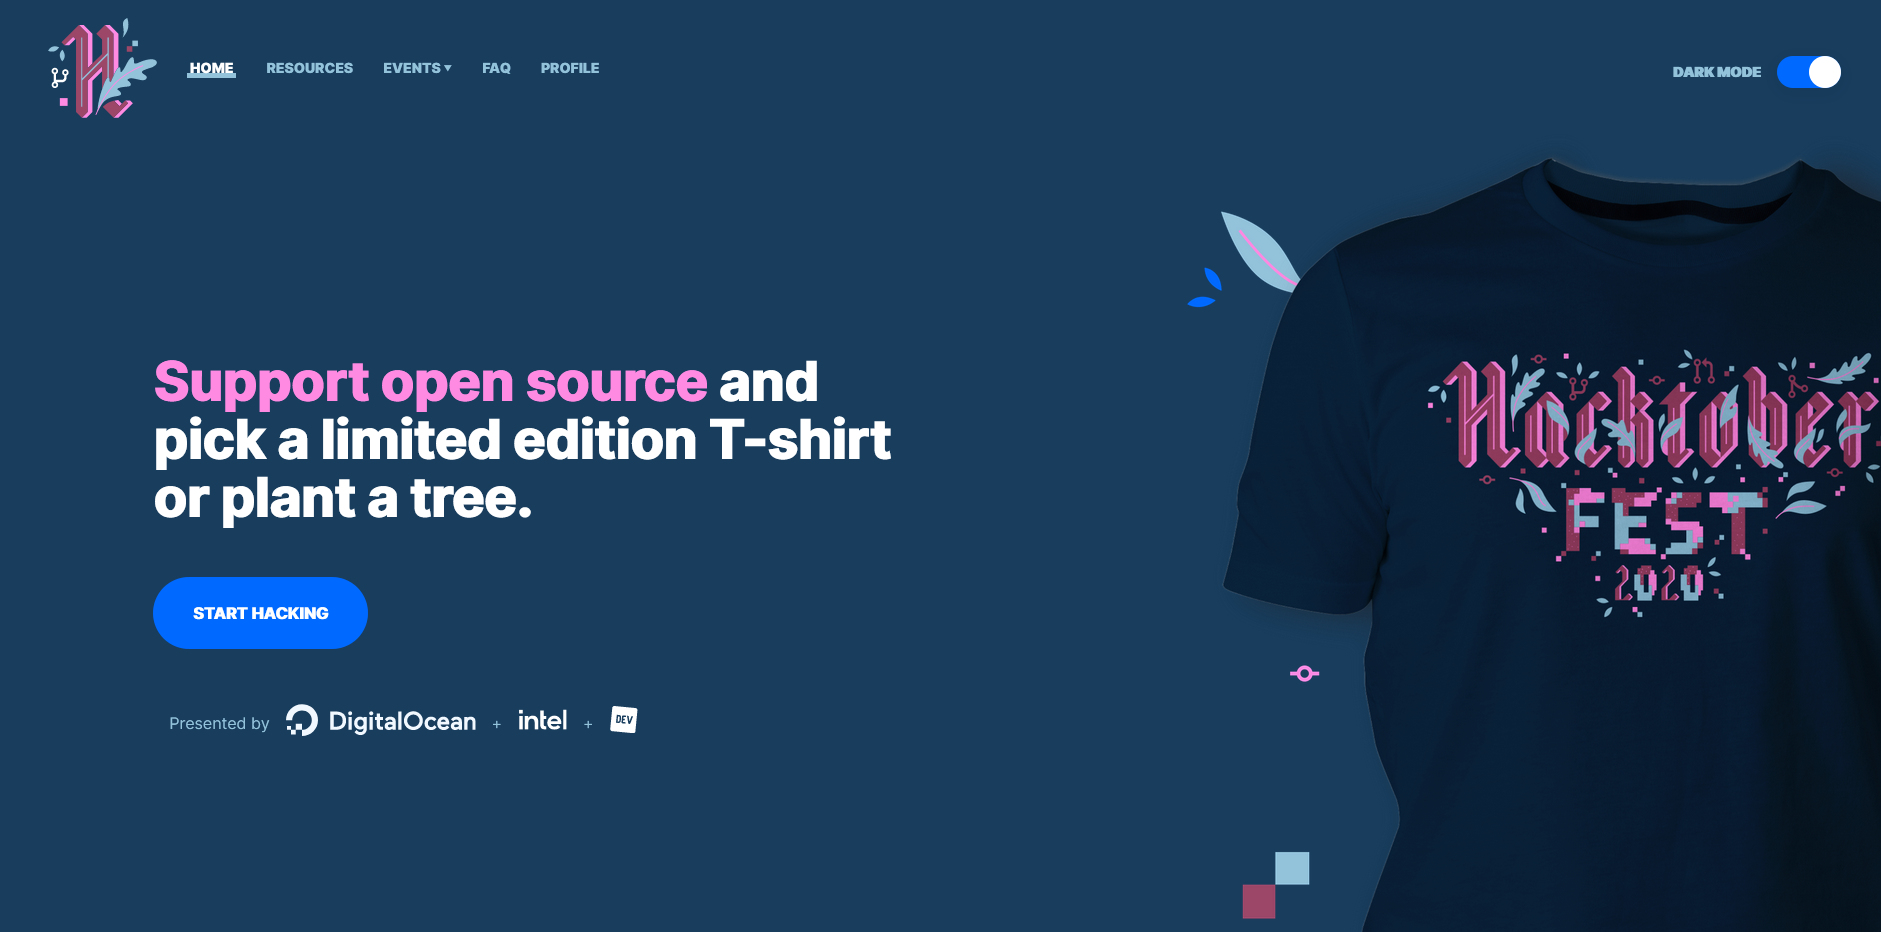 HOME RESOURCES EVENTS FAQ PROFILE
DARK MODE
Support open source and
pick a limited edition T-shirt
or plant a tree.
START HACKING
Presented by DigitalOcean + intel + DEV
Hacktober
FEST
2020